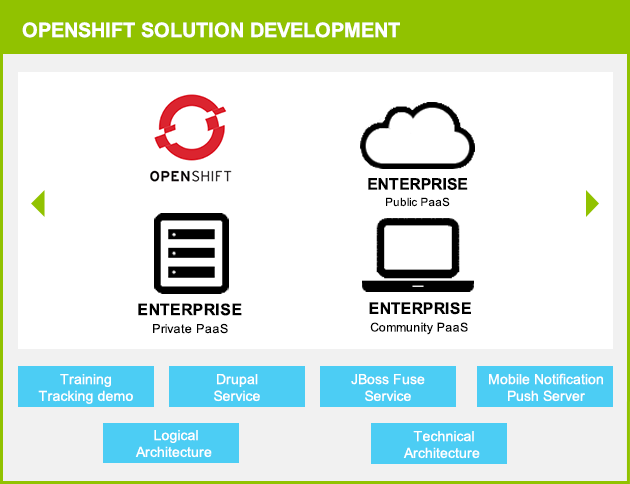 OPENSHIFT SOLUTION DEVELOPMENT
OPENSHIFT
ENTERPRISE
Public PaaS
ENTERPRISE
Private PaaS
ENTERPRISE
Community PaaS
Training
Tracking demo
Drupal
Service
JBoss Fuse
Service
Mobile Notification
Push Server
Logical
Architecture
Technical
Architecture